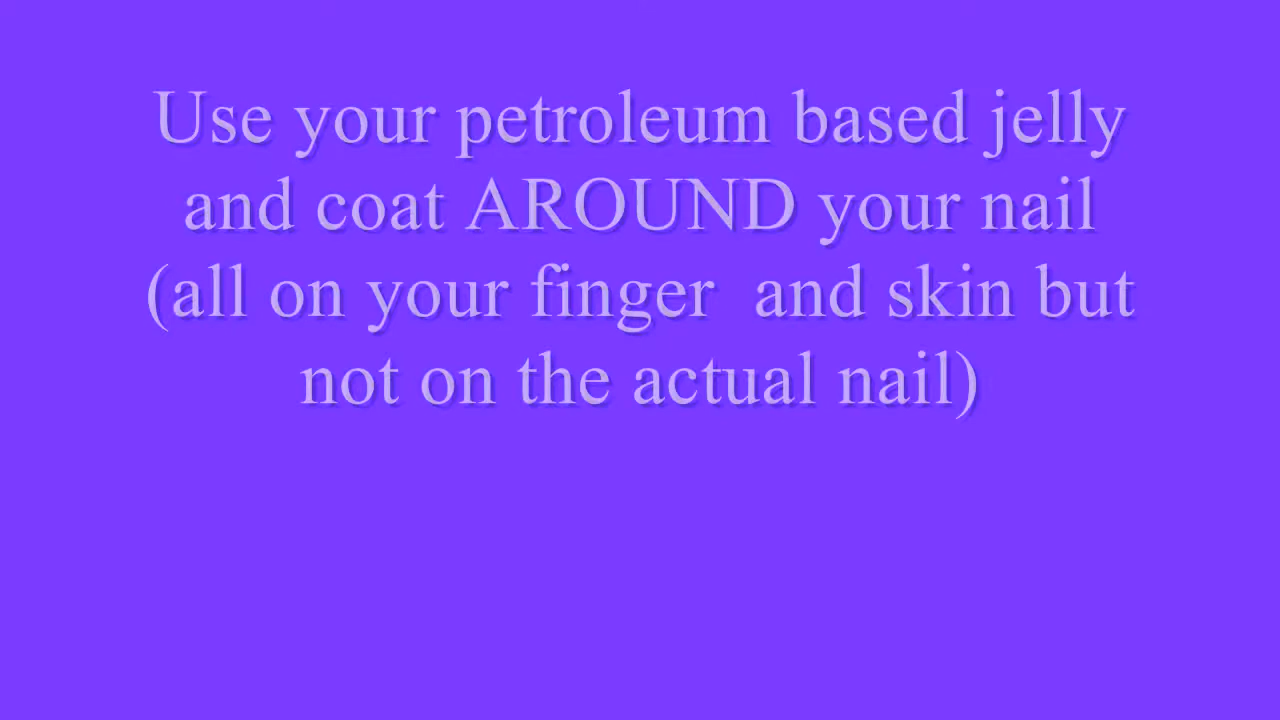 Use your petroleum based jelly
and coat AROUND your nail
(all on your finger  and skin but
not on the actual nail)